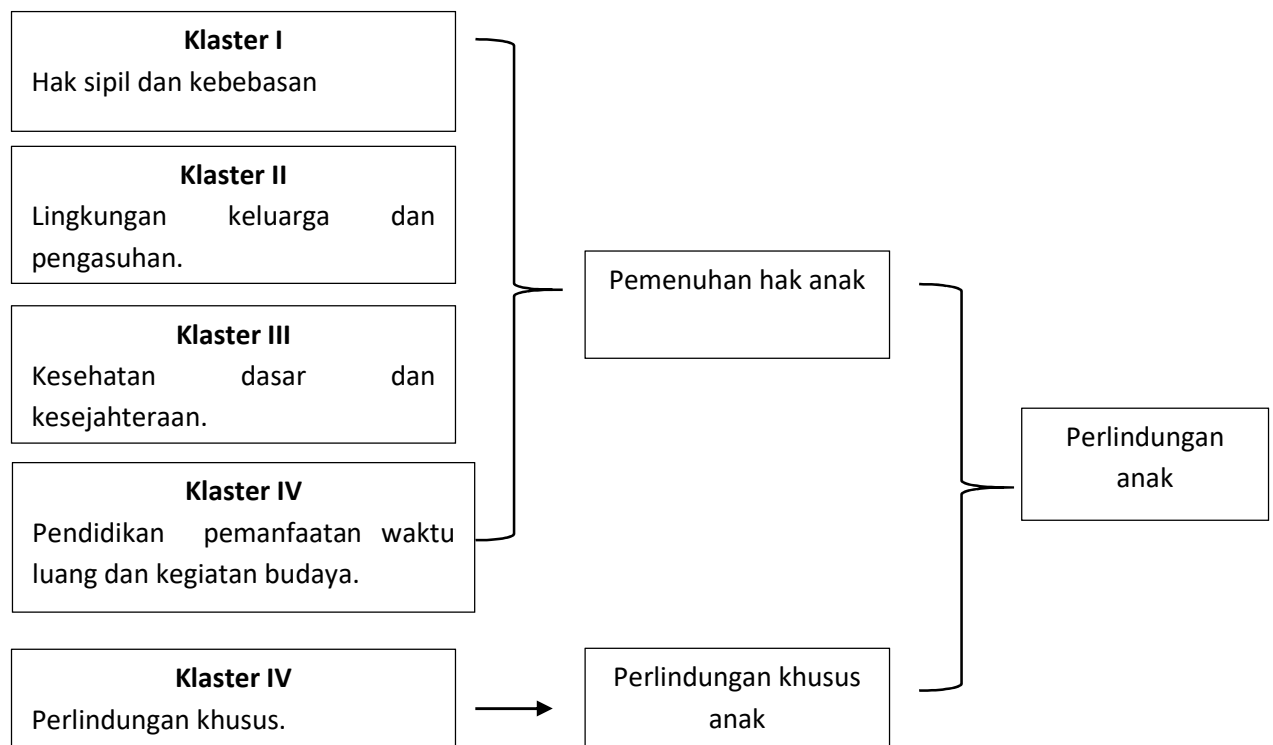 Klaster I
Hak sipil dan kebebasan
Klaster II
Lingkungan keluarga dan
pengasuhan.
Klaster III
Kesehatan dasar dan
kesejahteraan.
Klaster IV
Pendidikan pemanfaatan waktu
luang dan kegiatan budaya.
Klaster IV
Perlindungan khusus.
Pemenuhan hak anak
Perlindungan khusus
anak
Perlindungan
anak